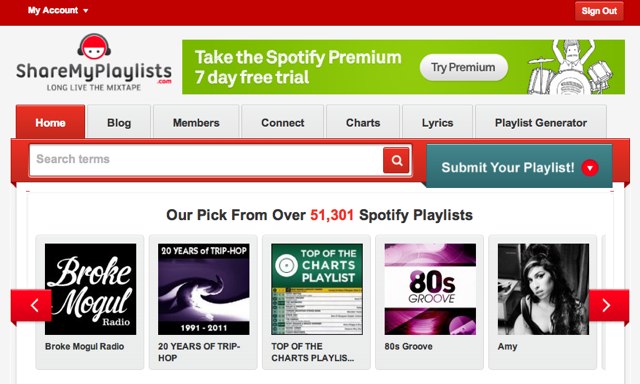 My Account
Sign Out
ShareMyPlaylists
.com
LONG LIVE THE MIXTAPE
Take the Spotify Premium
7 day free trial
Try Premium
Home
Blog
Members
Connect
Charts
Lyrics
Playlist Generator
Search terms
Submit Your Playlist!
Our Pick From Over 51,301 Spotify Playlists
Broke
Mogul
Radio
20 YEARS of TRIP-HOP
1991 - 2011
TOP OF THE
CHARTS
PLAYLIST
80s
GROOVE
Broke Mogul Radio
20 YEARS OF TRIP-
HOP
TOP OF THE
CHARTS PLAYLIS...
80s Groove
Amy